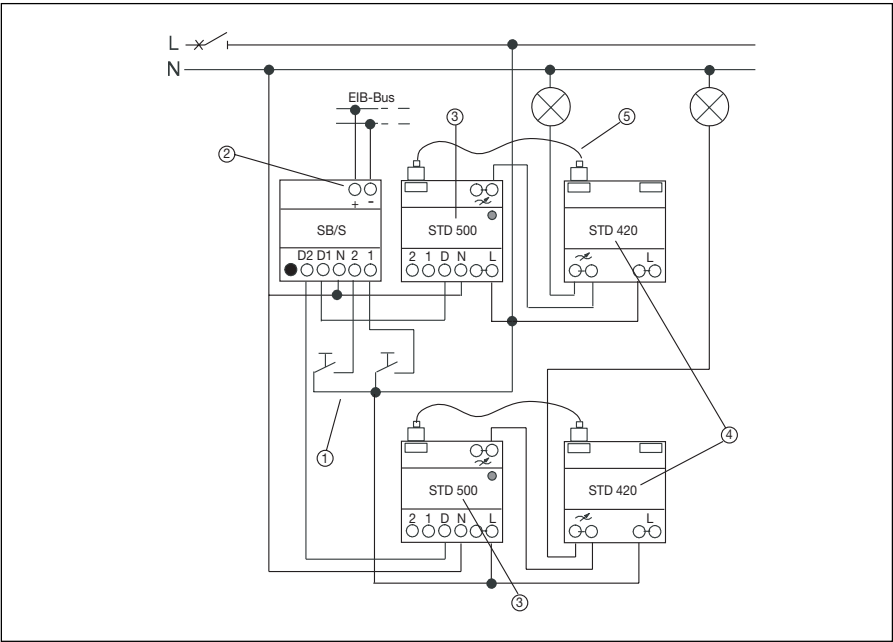 L
N
EIB-Bus
③
⑤
②
+ -
SB/S
STD 500
STD 420
D2 D1 N 2 1
2 1 D N L
L
①
④
STD 500
STD 420
2 1 D N L
L
③